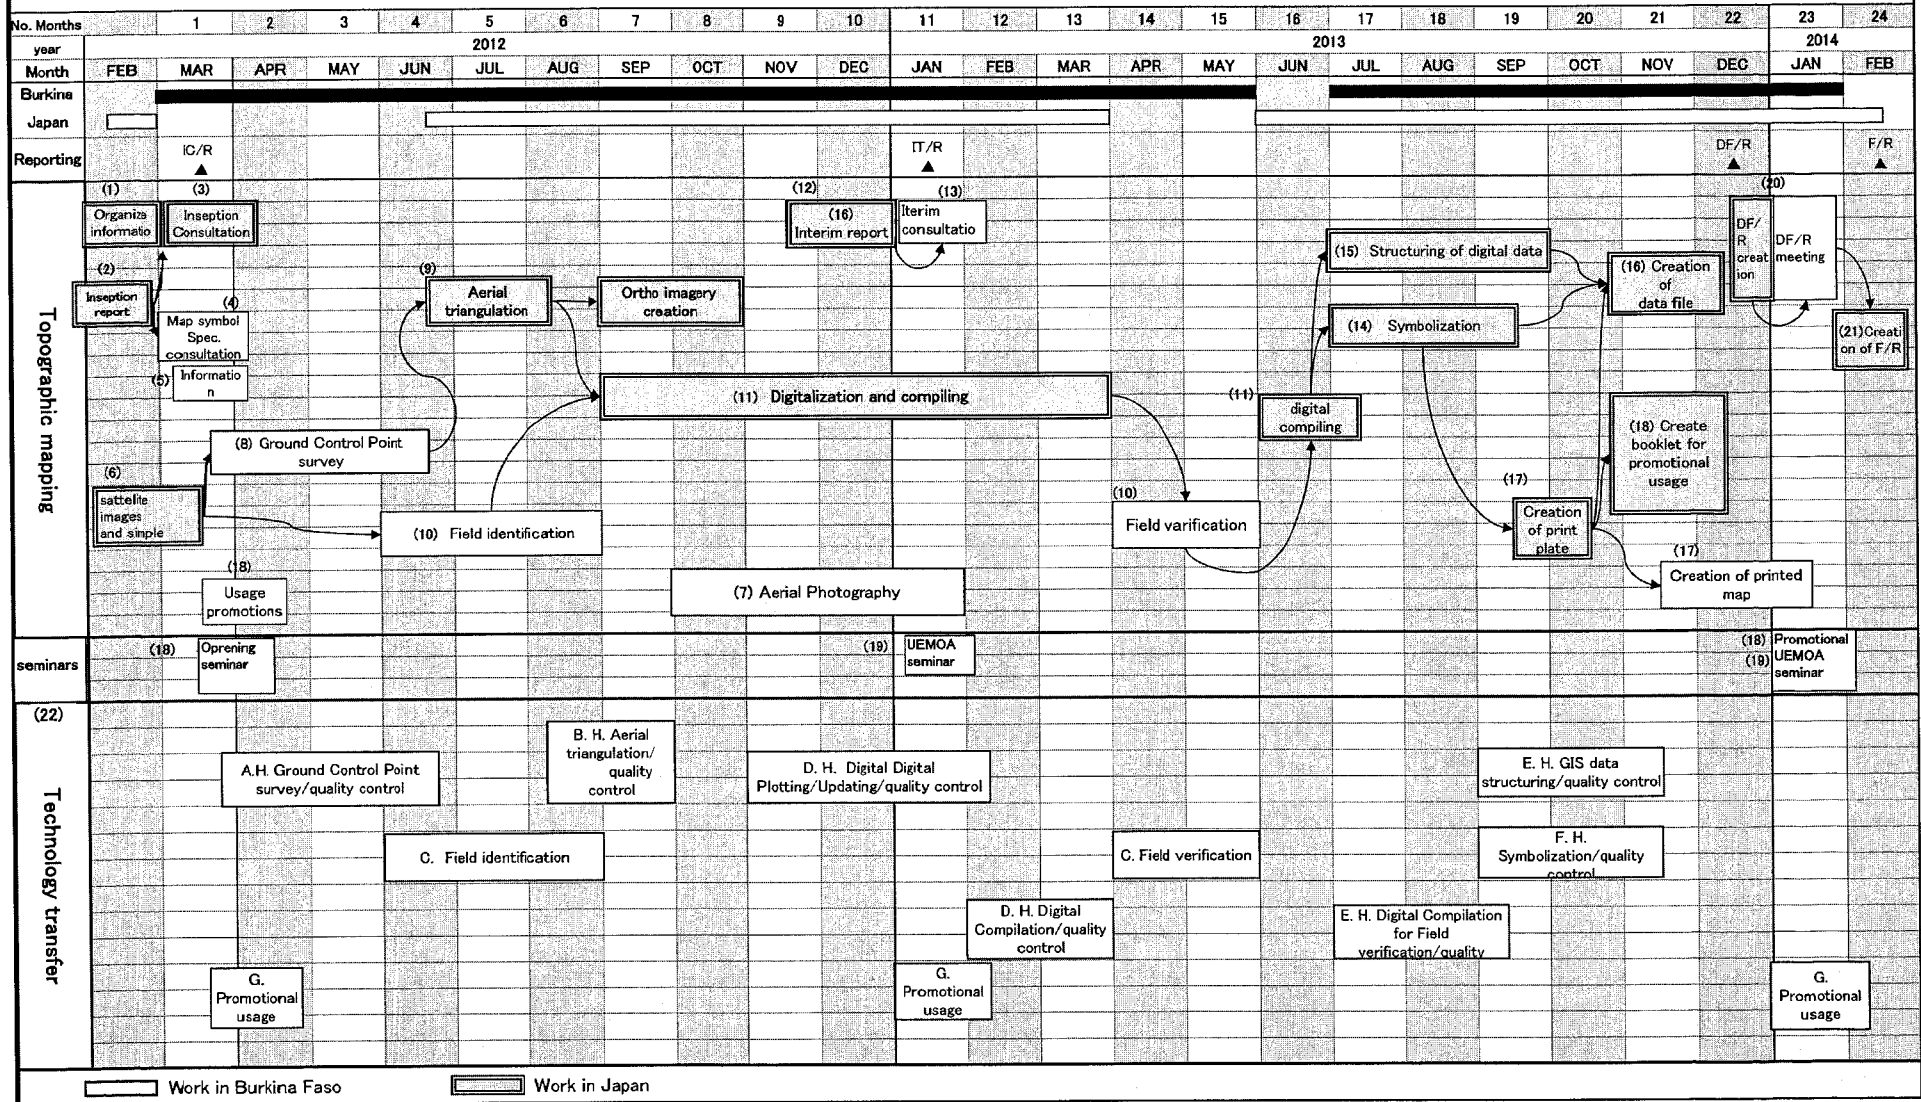 No. Months 1 2 3 4 5 6 7 8 9 10 11 12 13 14 15 16 17 18 19 20 21 22 23 24
year 2012 2013 2014
Month FEB MAR APR MAY JUN JUL AUG SEP OCT NOV DEC JAN FEB MAR APR MAY JUN JUL AUG SEP OCT NOV DEC JAN FEB
Burkina
Japan
Reporting IC/R IT/R DF/R F/R
Topographic mapping
(1)
Organiza
informatio
(3)
Inseption
Consultation
(2)
Inseption
report
(4)
Map symbol
Spec.
consultation
(5)
Informatio
n
(6)
sattelite
images
and simple
(8) Ground Control Point
survey
(18)
Usage
promotions
(9)
Aerial
triangulation
Ortho imagery
creation
(10) Field identification
(11) Digitalization and compiling
(7) Aerial Photography
(12)
(16)
Interim report
(13)
Iterim
consultatio
(10)
Field varification
(11)
digital
compiling
(15) Structuring of digital data
(14) Symbolization
(16) Creation
of
data file
(17)
Creation
of print
plate
(18) Create
booklet for
promotional
usage
(17)
Creation of printed
map
(20)
DF/
R
creat
ion
DF/R
meeting
(21)Creati
on of F/R
seminars
(18)
Oprening
seminar
(19)
UEMOA
seminar
(18) Promotional
(19) UEMOA
seminar
(22)
Technology transfer
A.H. Ground Control Point
survey/quality control
B. H. Aerial
triangulation/
quality
control
D. H. Digital Digital
Plotting/Updating/quality control
E. H. GIS data
structuring/quality control
C. Field identification
C. Field verification
F. H.
Symbolization/quality
control
D. H. Digital
Compilation/quality
control
E. H. Digital Compilation
for Field
verification/quality
G.
Promotional
usage
G.
Promotional
usage
G.
Promotional
usage
Work in Burkina Faso
Work in Japan